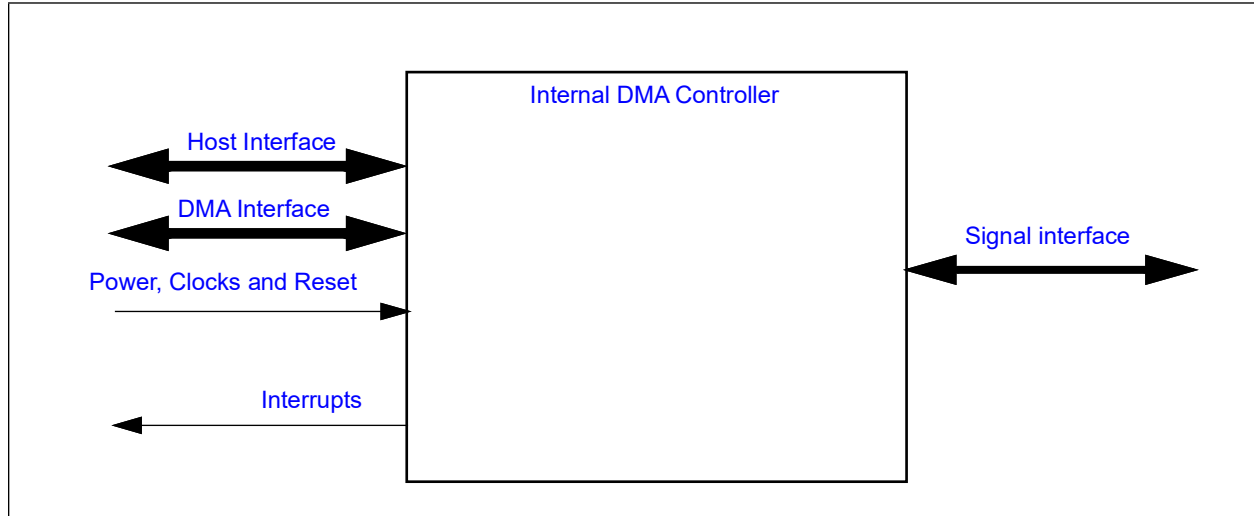 Internal DMA Controller
Host Interface
DMA Interface
Signal interface
Power, Clocks and Reset
Interrupts